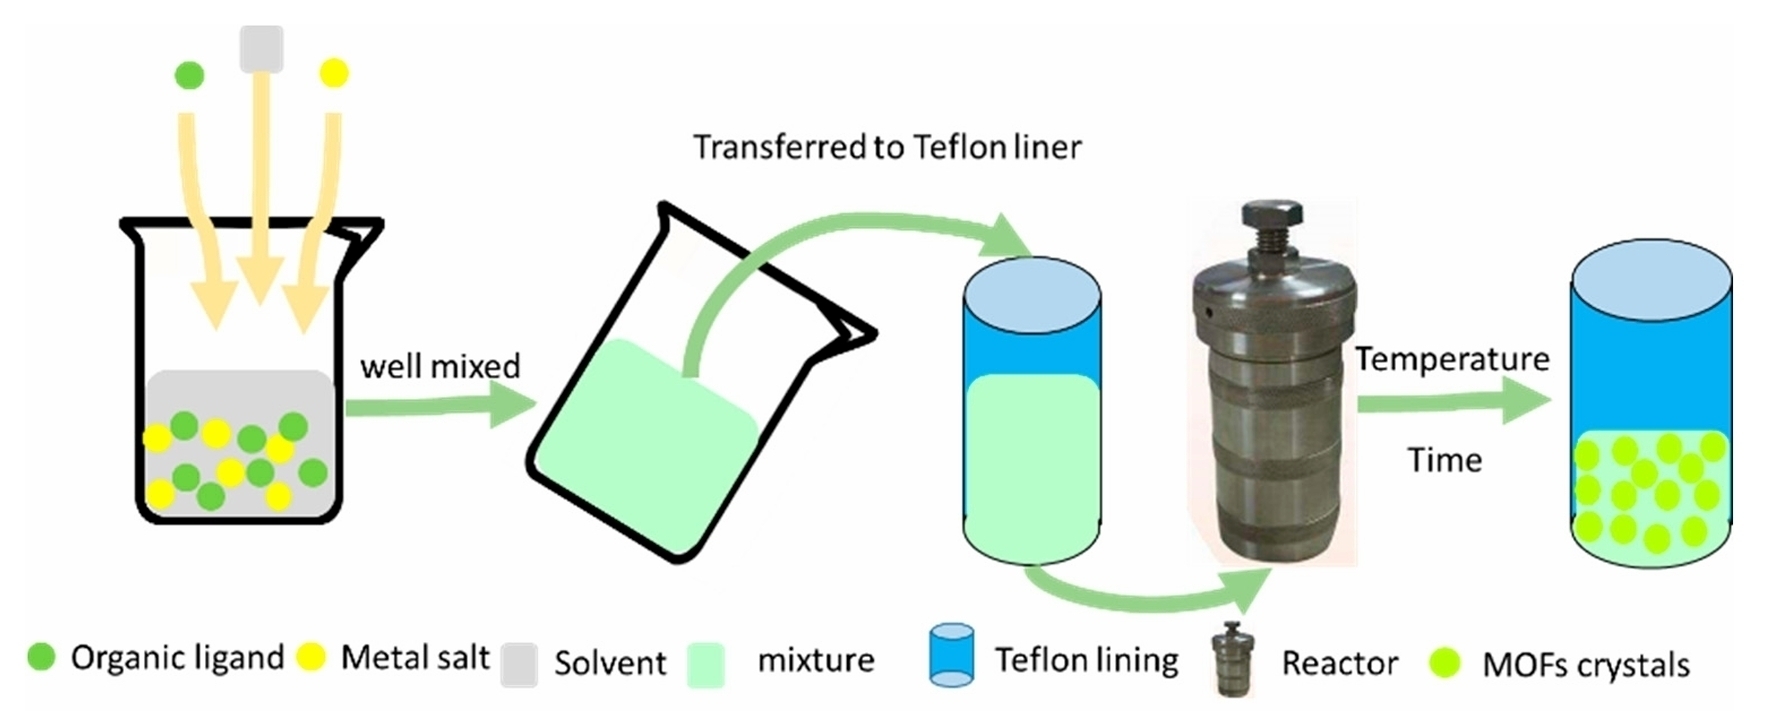 Transferred to Teflon liner
well mixed
Temperature
Time
Organic ligand
Metal salt
Solvent
mixture
Teflon lining
Reactor
MOFs crystals